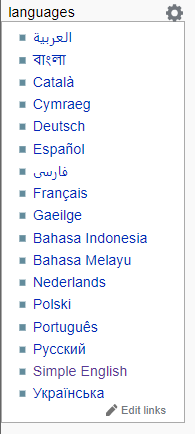 languages
العربية
বাংলা
Català
Cymraeg
Deutsch
Español
فارسی
Français
Gaeilge
Bahasa Indonesia
Bahasa Melayu
Nederlands
Polski
Português
Русский
Simple English
Українська
Edit links